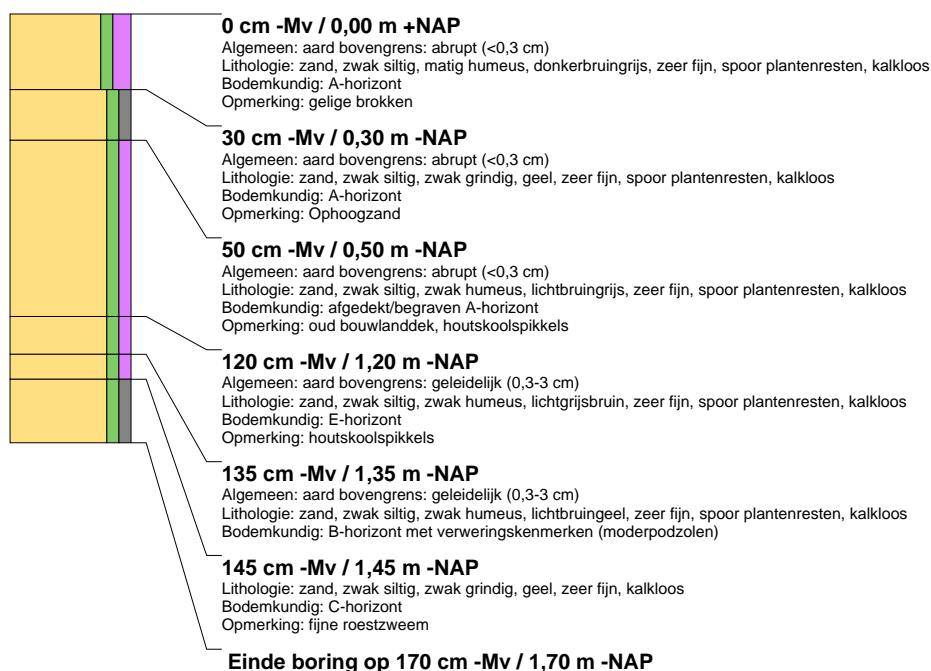 0 cm -Mv / 0,00 m +NAP
Algemeen: aard bovengrens: abrupt (<0,3 cm)
Lithologie: zand, zwak siltig, matig humeus, donkerbruingrijs, zeer fijn, spoor plantenresten, kalkloos
Bodemkundig: A-horizont
Opmerking: gelige brokken
30 cm -Mv / 0,30 m -NAP
Algemeen: aard bovengrens: abrupt (<0,3 cm)
Lithologie: zand, zwak siltig, zwak grindig, geel, zeer fijn, spoor plantenresten, kalkloos
Bodemkundig: A-horizont
Opmerking: Ophoogzand
50 cm -Mv / 0,50 m -NAP
Algemeen: aard bovengrens: abrupt (<0,3 cm)
Lithologie: zand, zwak siltig, zwak humeus, lichtbruingrijs, zeer fijn, spoor plantenresten, kalkloos
Bodemkundig: afgedekt/begraven A-horizont
Opmerking: oud bouwlanddek, houtskoolspikkels
120 cm -Mv / 1,20 m -NAP
Algemeen: aard bovengrens: geleidelijk (0,3-3 cm)
Lithologie: zand, zwak siltig, zwak humeus, lichtgrijsbruin, zeer fijn, spoor plantenresten, kalkloos
Bodemkundig: E-horizont
Opmerking: houtskoolspikkels
135 cm -Mv / 1,35 m -NAP
Algemeen: aard bovengrens: geleidelijk (0,3-3 cm)
Lithologie: zand, zwak siltig, zwak humeus, lichtbruingeel, zeer fijn, spoor plantenresten, kalkloos
Bodemkundig: B-horizont met verweringskenmerken (moderpodzolen)
145 cm -Mv / 1,45 m -NAP
Lithologie: zand, zwak siltig, zwak grindig, geel, zeer fijn, kalkloos
Bodemkundig: C-horizont
Opmerking: fijne roestzweem
Einde boring op 170 cm -Mv / 1,70 m -NAP